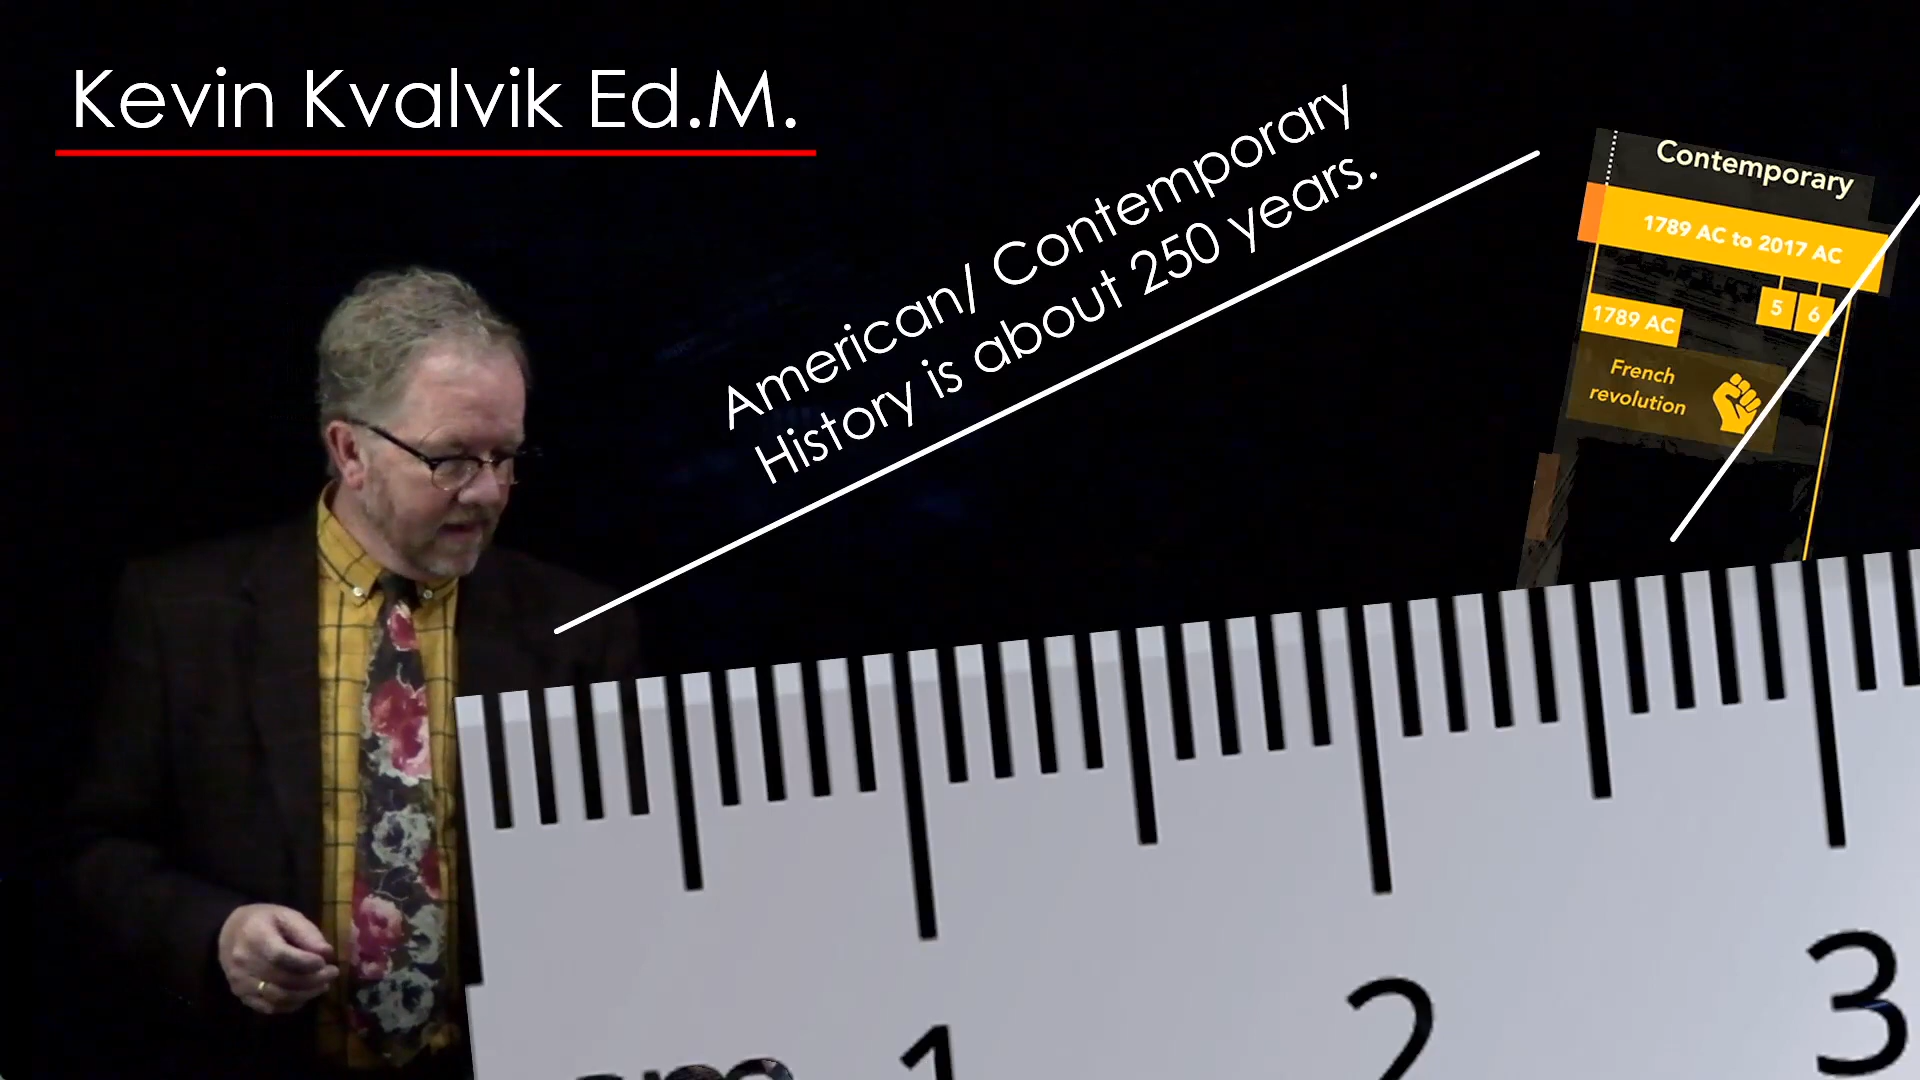 Kevin Kvalvik Ed.M.
American/ Contemporary
History is about 250 years.
Contemporary
1789 AC to 2017 AC
5
6
1789 AC
French
revolution
1
2
3